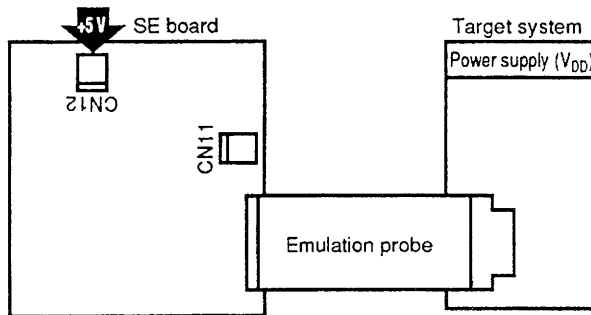 +5V
SE board
CN12
CN11
Target system
Power supply (VDD)
Emulation probe